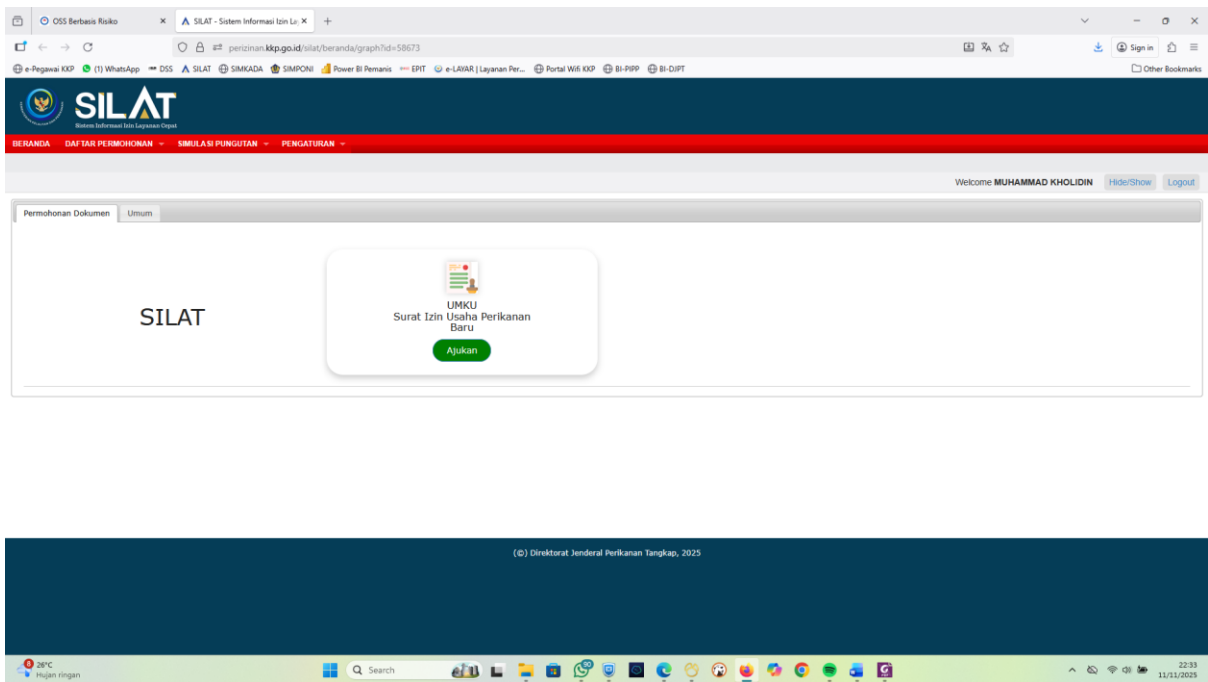 OSS Berbasis Risiko
SILAT - Sistem Informasi Izin La
perizinan.kkp.go.id/silat/beranda/graph?id=58673
Sign in
e-Pegawai KKP (1) WhatsApp DSS SILAT SIMKADA SIMPONI Power BI Pemanis EPIT e-LAYAR | Layanan Per... Portal Wifi KKP BI-PIPP BI-DJPT Other Bookmarks
SILAT
Sistem Informasi Izin Layanan Cepat
BERANDA DAFTAR PERMOHONAN SIMULASI PUNGUTAN PENGATURAN
Welcome MUHAMMAD KHOLIDIN Hide/Show Logout
Permohonan Dokumen Umum
SILAT
UMKU
Surat Izin Usaha Perikanan
Baru
Ajukan
(©) Direktorat Jenderal Perikanan Tangkap, 2025
26°C
Hujan ringan
Search
22:33
11/11/2025